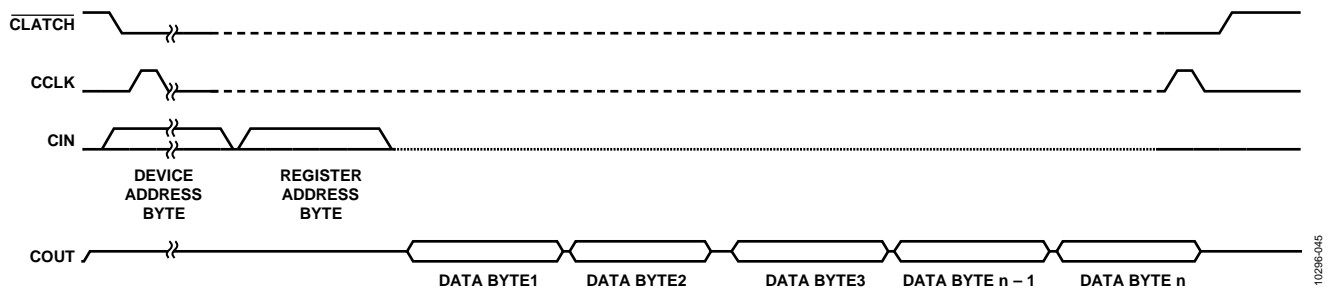 CLATCH
CCLK
CIN
DEVICE
ADDRESS
BYTE
REGISTER
ADDRESS
BYTE
COUT
DATA BYTE1
DATA BYTE2
DATA BYTE3
DATA BYTE n – 1
DATA BYTE n
10296-045